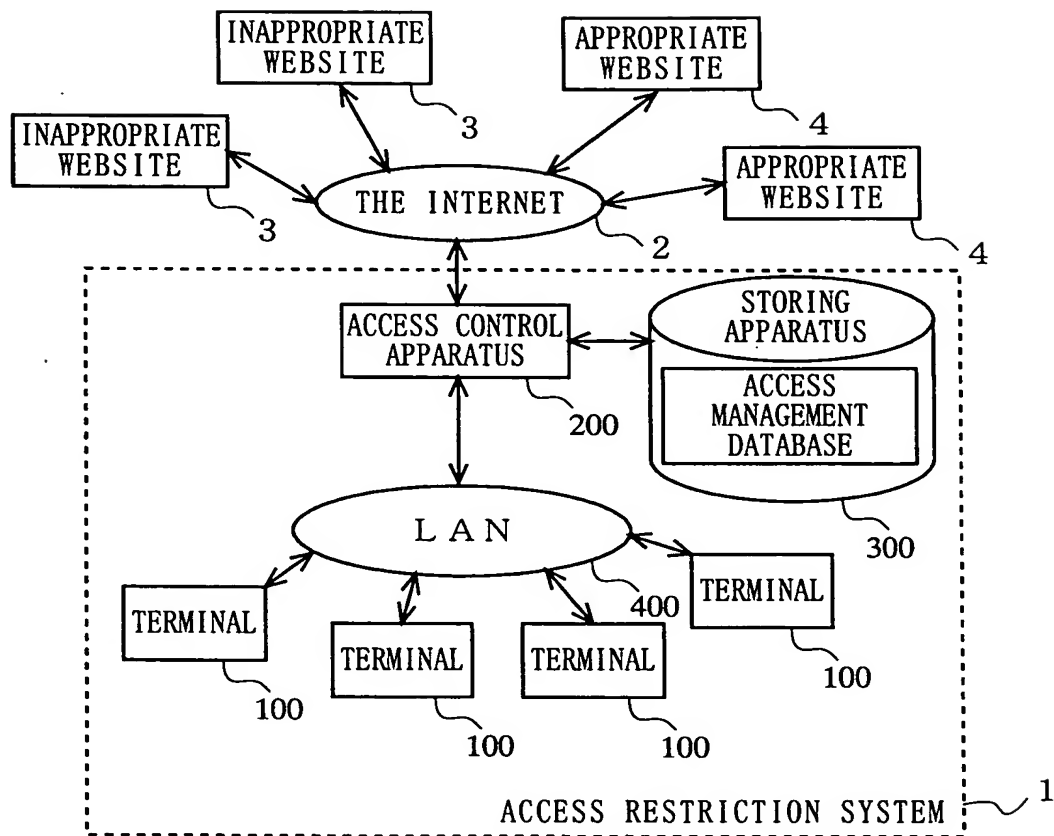 INAPPROPRIATE
WEBSITE
3
APPROPRIATE
WEBSITE
4
INAPPROPRIATE
WEBSITE
3
THE INTERNET
2
APPROPRIATE
WEBSITE
4
ACCESS CONTROL
APPARATUS
200
STORING
APPARATUS
ACCESS
MANAGEMENT
DATABASE
300
LAN
400
TERMINAL
100
TERMINAL
100
TERMINAL
100
TERMINAL
100
ACCESS RESTRICTION SYSTEM
1